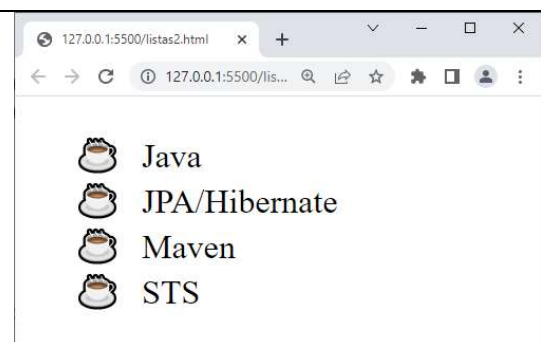 127.0.0.1:5500/listas2.html
127.0.0.1:5500/lis...
Java
JPA/Hibernate
Maven
STS